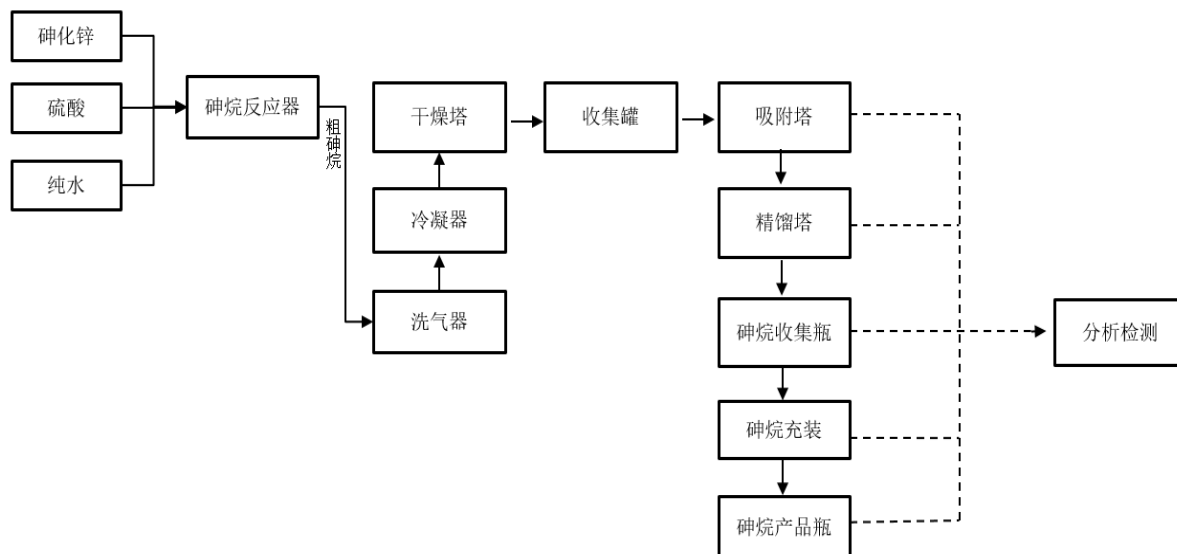 砷化锌
硫酸
纯水
砷烷反应器
粗砷烷
干燥塔
冷凝器
洗气器
收集罐
吸附塔
精馏塔
砷烷收集瓶
砷烷充装
砷烷产品瓶
分析检测